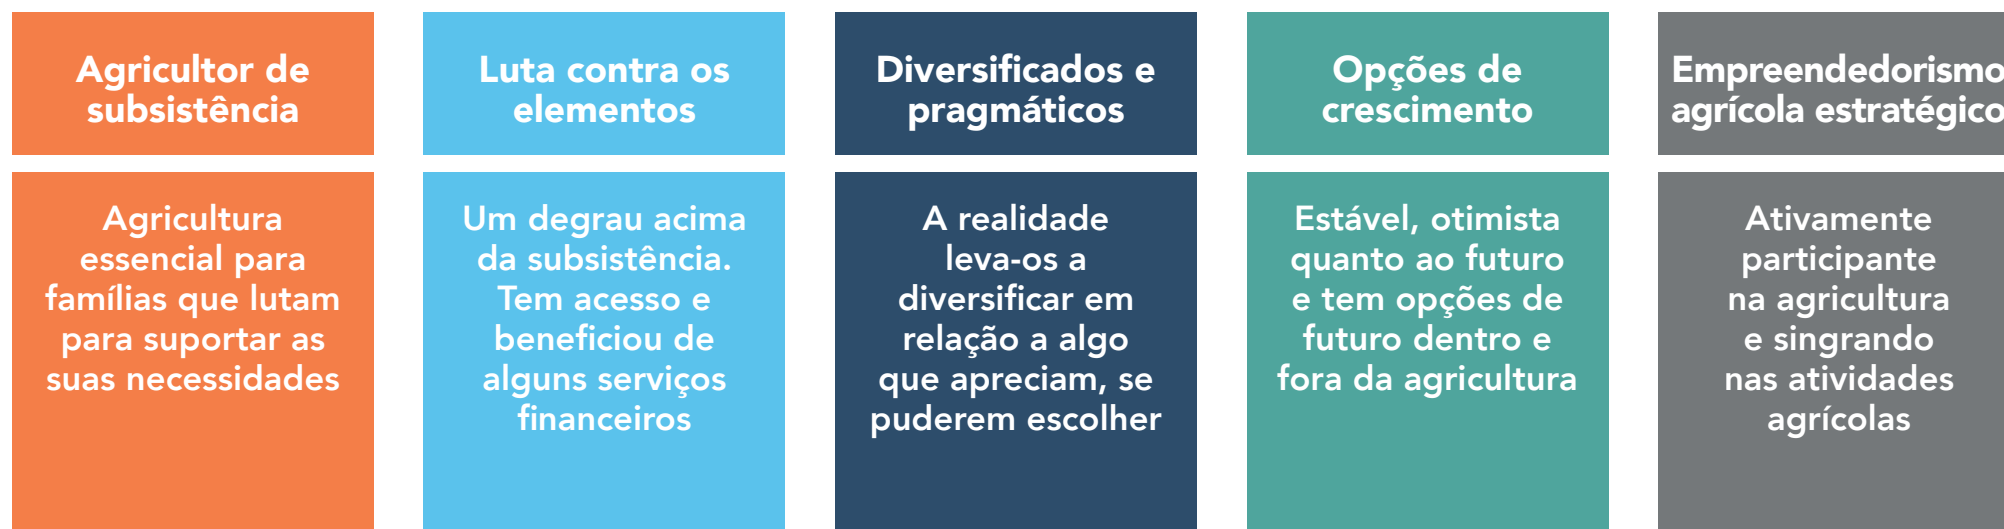 Agricultor de
subsistência
Agricultura
essencial para
famílias que lutam
para suportar as
suas necessidades
Luta contra os
elementos
Um degrau acima
da subsistência.
Tem acesso e
beneficiou de
alguns serviços
financeiros
Diversificados e
pragmáticos
A realidade
leva-os a
diversificar em
relação a algo
que apreciam, se
puderem escolher
Opções de
crescimento
Estável, otimista
quanto ao futuro
e tem opções de
futuro dentro e
fora da agricultura
Empreendedorismo
agrícola estratégico
Ativamente
participante
na agricultura
e singrando
nas atividades
agrícolas